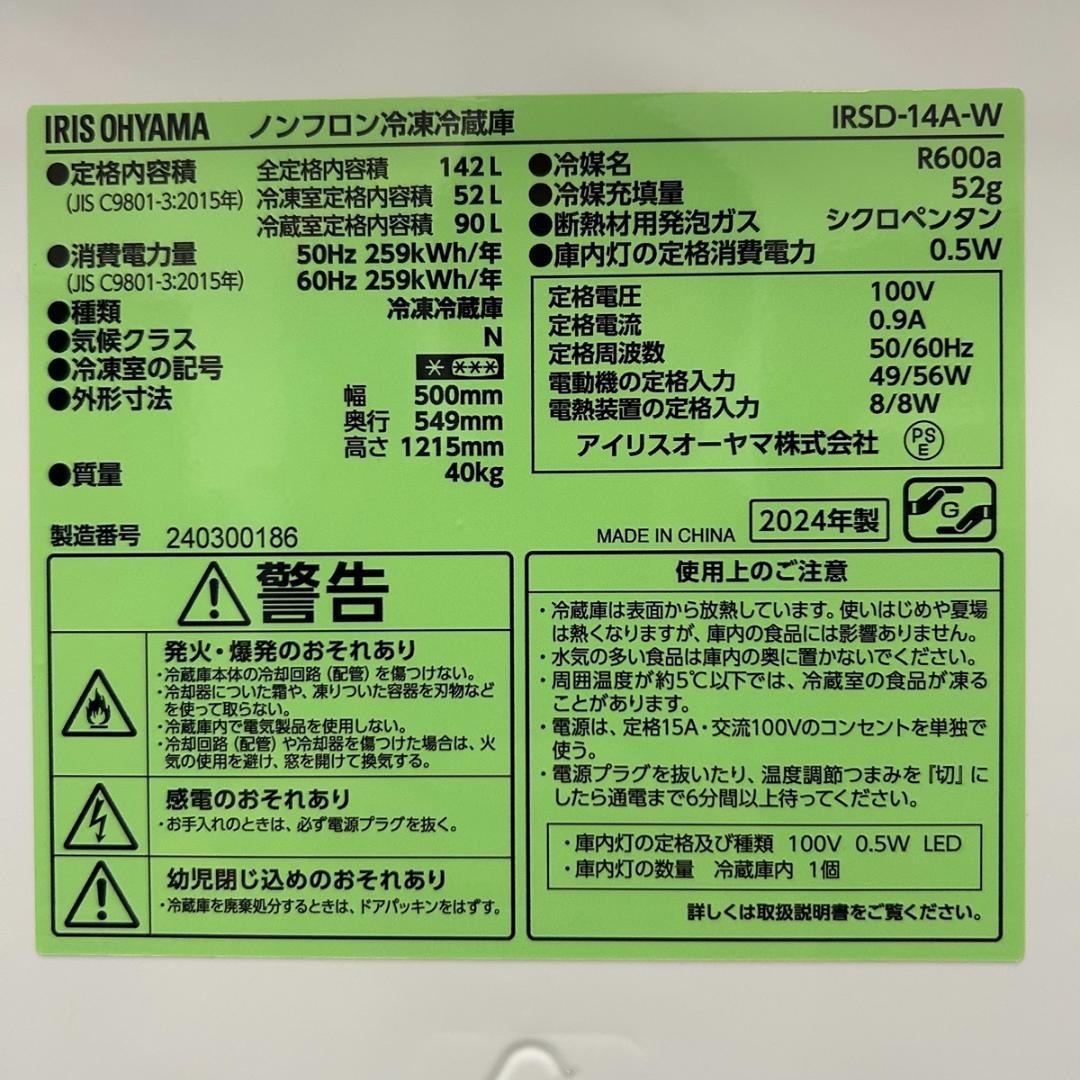 IRIS OHYAMA ノンフロン冷凍冷蔵庫 IRSD-14A-W
●定格内容積 全定格内容積 142L
(JIS C9801-3:2015年) 冷凍室定格内容積 52L
冷蔵室定格内容積 90L
●消費電力量 50Hz 259kWh/年
(JIS C9801-3:2015年) 60Hz 259kWh/年
●種類 冷凍冷蔵庫
●気候クラス N
●冷凍室の記号 * ***
●外形寸法 幅 500mm
奥行 549mm
高さ 1215mm
●質量 40kg
製造番号 240300186
●冷媒名 R600a
●冷媒充填量 52g
●断熱材用発泡ガス シクロペンタン
●庫内灯の定格消費電力 0.5W
定格電圧 100V
定格電流 0.9A
定格周波数 50/60Hz
電動機の定格入力 49/56W
電熱装置の定格入力 8/8W
アイリスオーヤマ株式会社 PSE
MADE IN CHINA 2024年製 G
警告
発火・爆発のおそれあり
・冷蔵庫本体の冷却回路(配管)を傷つけない。
・冷却器についた霜や、凍りついた容器を刃物など
を使って取らない。
・冷蔵庫内で電気製品を使用しない。
・冷却回路(配管)や冷却器を傷つけた場合は、火
気の使用を避け、窓を開けて換気する。
感電のおそれあり
・お手入れのときは、必ず電源プラグを抜く。
幼児閉じ込めのおそれあり
・冷蔵庫を廃棄処分するときは、ドアパッキンをはずす。
使用上のご注意
・冷蔵庫は表面から放熱しています。使いはじめや夏場
は熱くなりますが、庫内の食品には影響ありません。
・水気の多い食品は庫内の奥に置かないでください。
・周囲温度が約5℃以下では、冷蔵室の食品が凍る
ことがあります。
・電源は、定格15A・交流100Vのコンセントを単独で
使う。
・電源プラグを抜いたり、温度調節つまみを『切』に
したら通電まで6分間以上待ってください。
・庫内灯の定格及び種類 100V 0.5W LED
・庫内灯の数量 冷蔵庫内 1個
詳しくは取扱説明書をご覧ください。